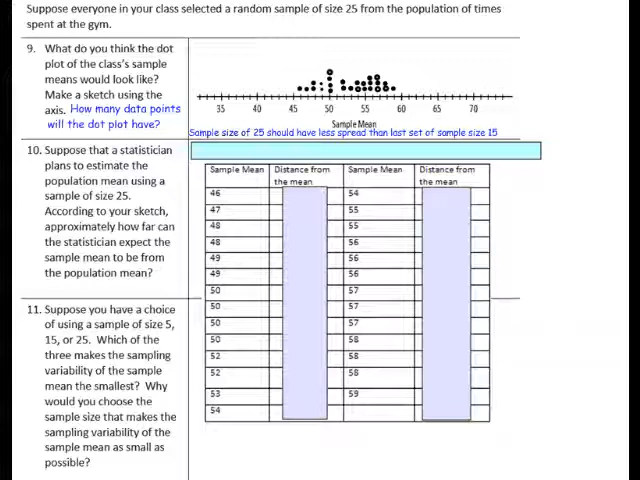 Suppose everyone in your class selected a random sample of size 25 from the population of times
spent at the gym.
9. What do you think the dot
plot of the class's sample
means would look like?
Make a sketch using the
axis. How many data points
will the dot plot have?
35 40 45 50 55 60 65 70
Sample Mean
Sample size of 25 should have less spread than last set of sample size 15
10. Suppose that a statistician
plans to estimate the
population mean using a
sample of size 25.
According to your sketch,
approximately how far can
the statistician expect the
sample mean to be from
the population mean?
Sample Mean Distance from the mean Sample Mean Distance from the mean
46 54
47 55
48 55
48 56
49 56
49 56
50 57
50 57
50 57
50 58
52 58
52 58
53 59
54
11. Suppose you have a choice
of using a sample of size 5,
15, or 25. Which of the
three makes the sampling
variability of the sample
mean the smallest? Why
would you choose the
sample size that makes the
sampling variability of the
sample mean as small as
possible?